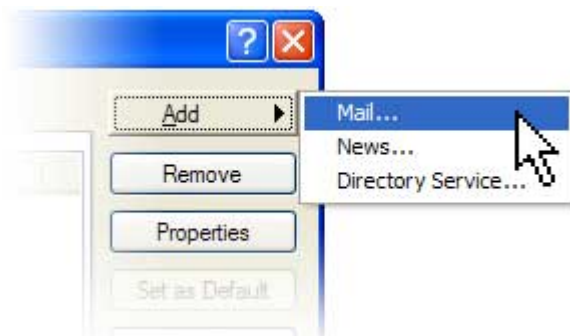 ?
Add
Mail...
News...
Directory Service...
Remove
Properties
Set as Default